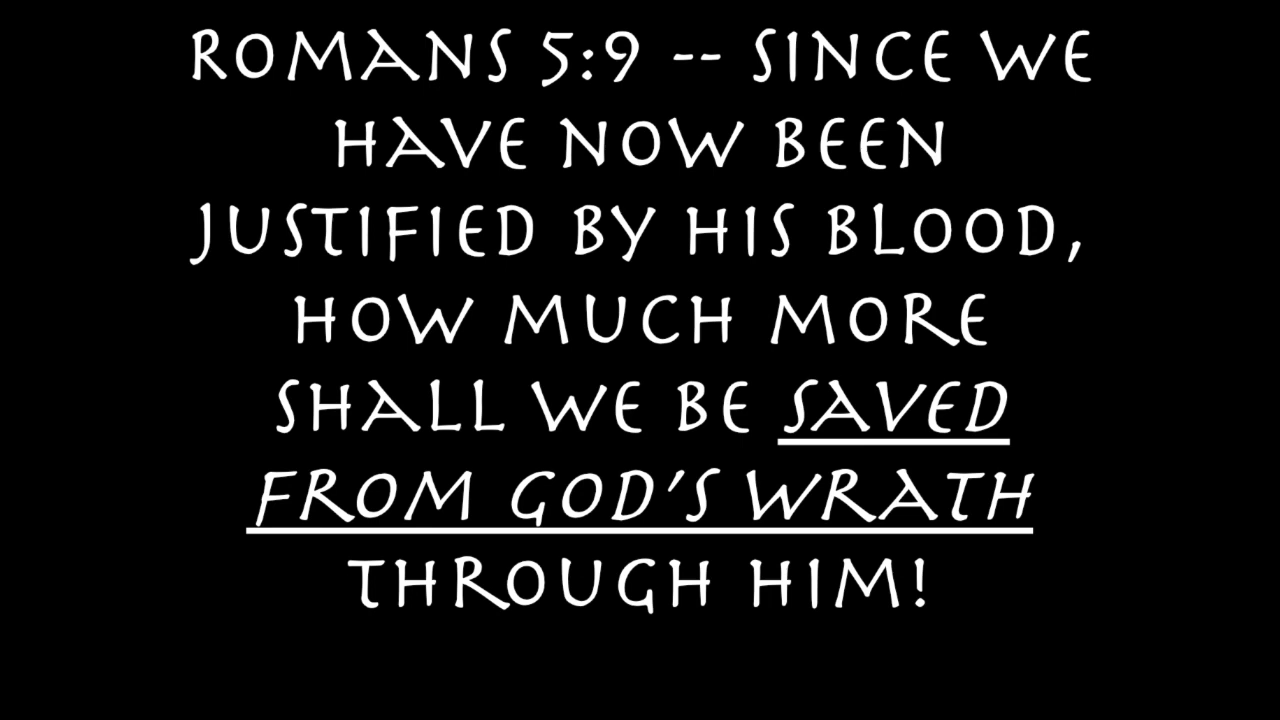 ROMANS 5:9 -- SINCE WE
HAVE NOW BEEN
JUSTIFIED BY HIS BLOOD,
HOW MUCH MORE
SHALL WE BE SAVED
FROM GOD'S WRATH
THROUGH HIM!